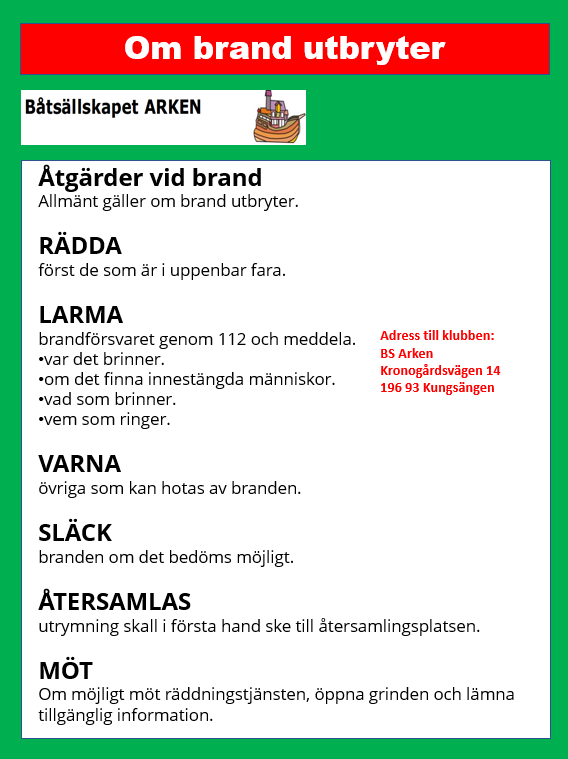 Om brand utbryter
Båtsällskapet ARKEN
Åtgärder vid brand
Allmänt gäller om brand utbryter.
RÄDDA
först de som är i uppenbar fara.
LARMA
brandförsvaret genom 112 och meddela.
•var det brinner.
•om det finna innestängda människor.
•vad som brinner.
•vem som ringer.
Adress till klubben:
BS Arken
Kronogårdsvägen 14
196 93 Kungsängen
VARNA
övriga som kan hotas av branden.
SLÄCK
branden om det bedöms möjligt.
ÅTERSAMLAS
utrymning skall i första hand ske till återsamlingsplatsen.
MÖT
Om möjligt möt räddningstjänsten, öppna grinden och lämna
tillgänglig information.